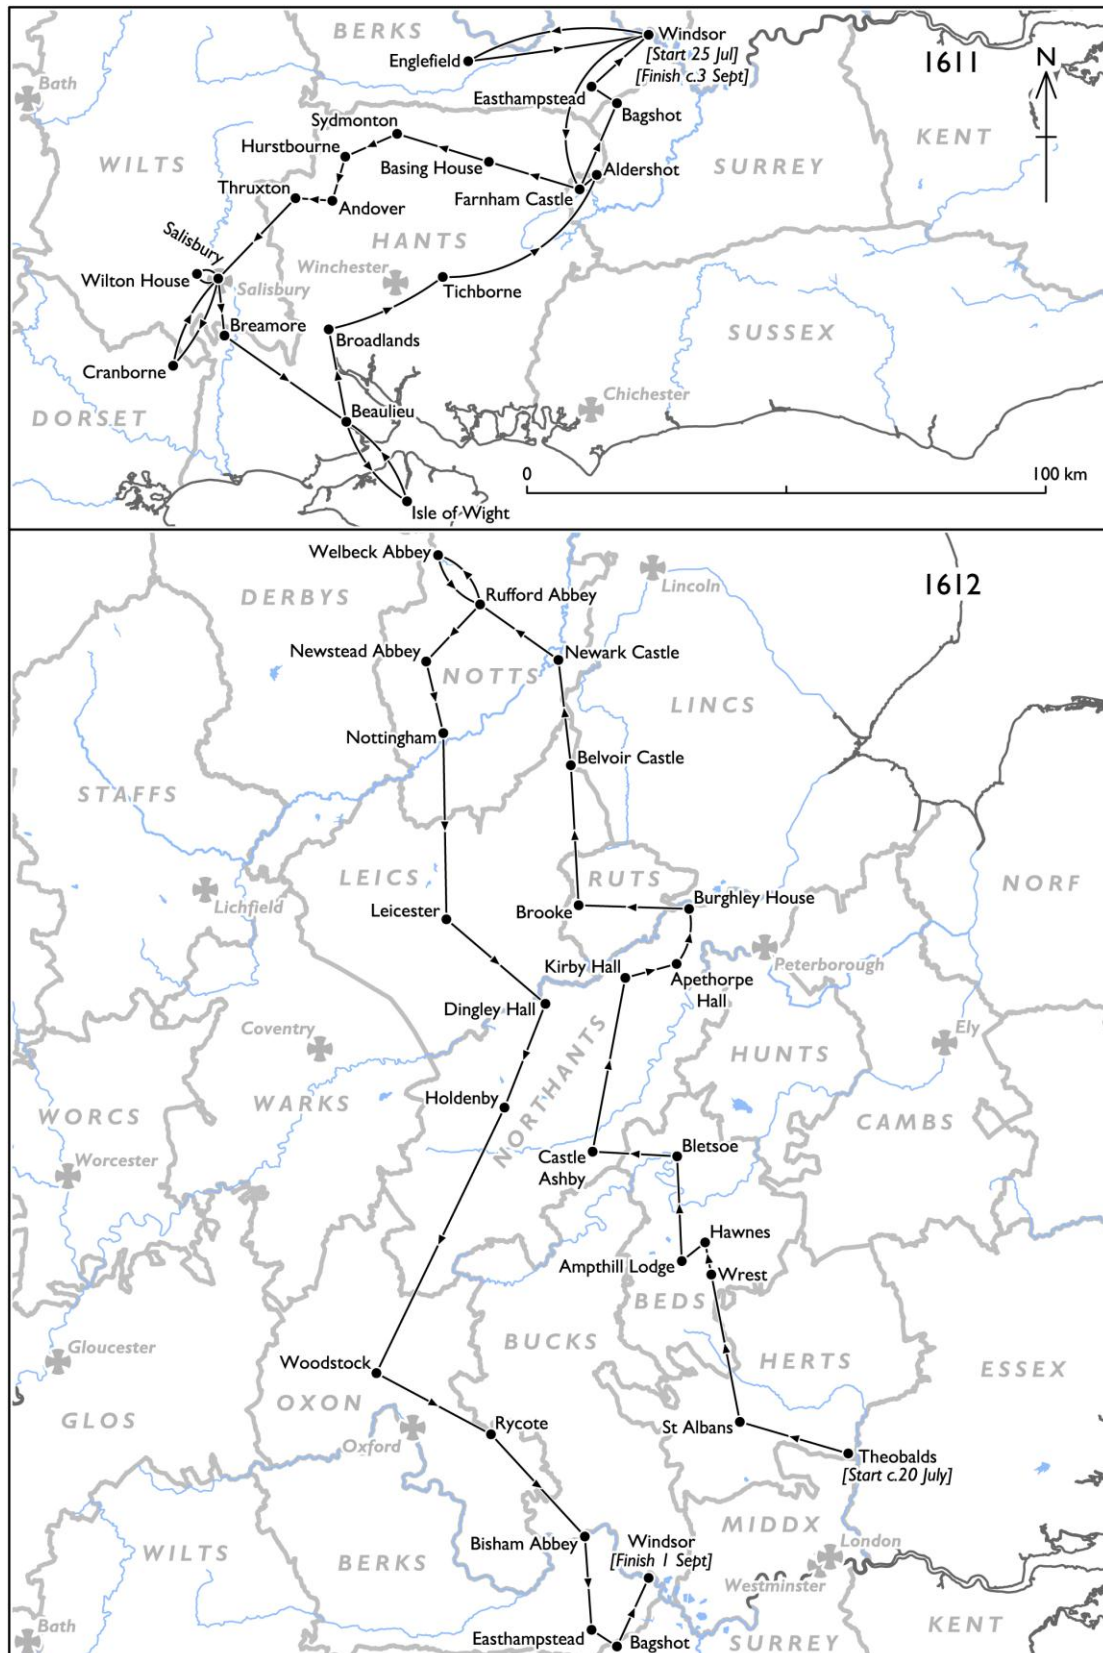 BERKS
Windsor
[Start 25 Jul]
[Finish c.3 Sept]
1611
N
Englefield
Bath
Easthampstead
Bagshot
Sydmonton
KENT
WILTS
Hurstbourne
Basing House
SURREY
Aldershot
Thruxton
Andover
Farnham Castle
Salisbury
HANTS
Wilton House
Salisbury
Winchester
Tichborne
Breamore
Broadlands
SUSSEX
Cranborne
Chichester
DORSET
Beaulieu
0
100 km
Isle of Wight
Welbeck Abbey
1612
Lincoln
DERBYS
Rufford Abbey
Newstead Abbey
NOTTS
Newark Castle
LINCS
Nottingham
Belvoir Castle
STAFFS
LEICS
RUTS
NORF
Lichfield
Leicester
Brooke
Burghley House
Kirby Hall
Peterborough
Apethorpe
Hall
Dingley Hall
Coventry
Ely
HUNTS
NORTHANTS
Holdenby
WORCS
WARKS
CAMBS
Worcester
Castle
Ashby
Bletsoe
Hawnes
Ampthill Lodge
Wrest
BEDS
Gloucester
BUCKS
Woodstock
HERTS
ESSEX
OXON
GLOS
Rycote
St Albans
Oxford
Theobalds
[Start c.20 July]
MIDDX
Bisham Abbey
Windsor
[Finish 1 Sept]
London
WILTS
BERKS
Westminster
Bath
Easthampstead
Bagshot
SURREY
KENT